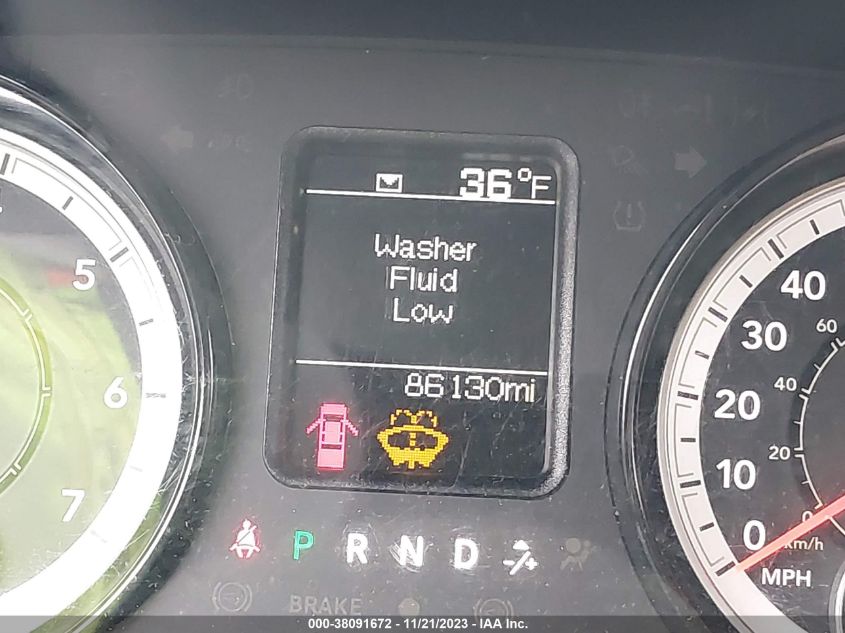 36°F
Washer
Fluid
Low
86130mi
5
6
7
40
30
20
10
0
MPH
60
40
20
0
km/h
P R N D
BRAKE
000-38091672 - 11/21/2023 - IAA Inc.